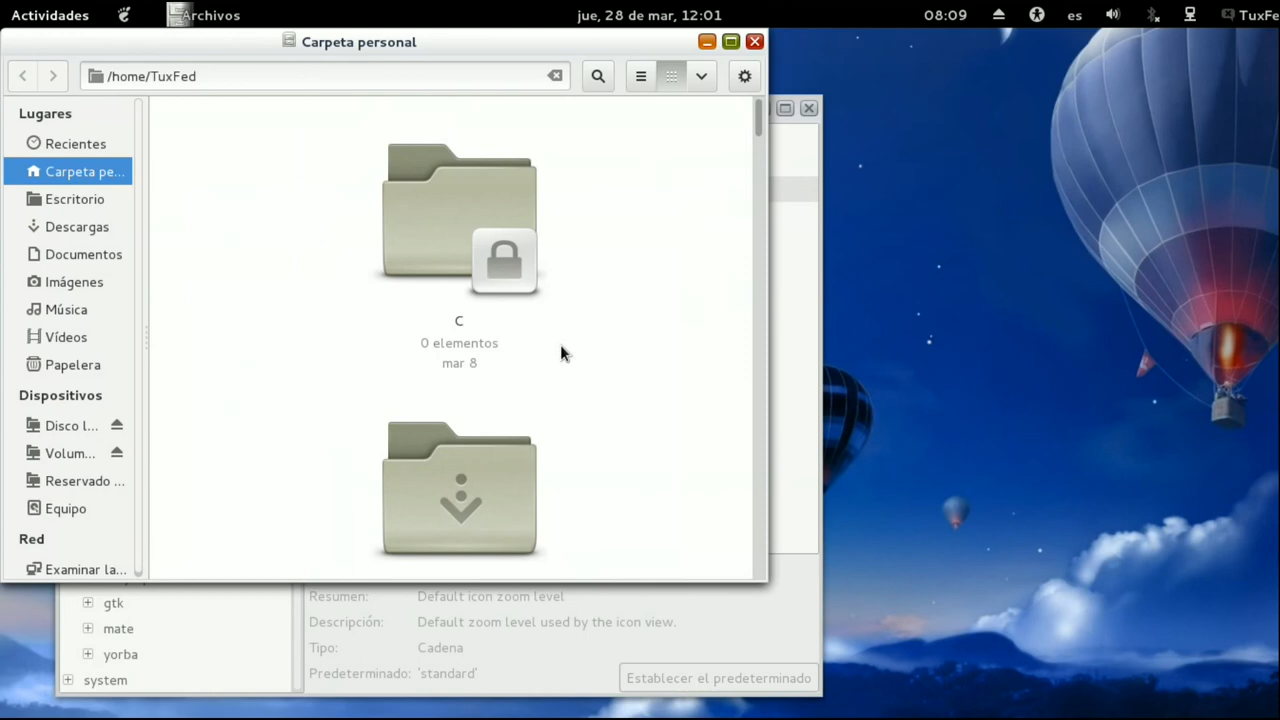 Actividades
Archivos
jue, 28 de mar, 12:01
08:09
es
TuxFe
Carpeta personal
/home/TuxFed
Lugares
Recientes
Carpeta pe...
Escritorio
Descargas
Documentos
Imágenes
Música
Vídeos
Papelera
Dispositivos
Disco l...
Volum...
Reservado ...
Equipo
Red
Examinar la...
C
0 elementos
mar 8
gtk
mate
yorba
system
Resumen: Default icon zoom level
Descripción: Default zoom level used by the icon view.
Tipo: Cadena
Predeterminado: 'standard'
Establecer el predeterminado